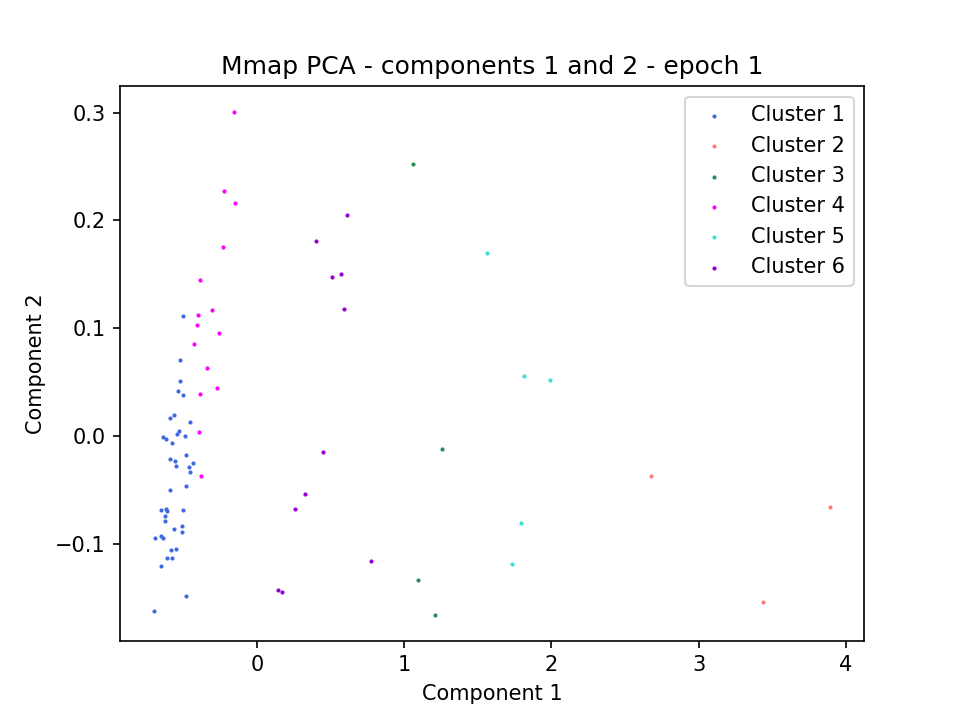 Mmap PCA - components 1 and 2 - epoch 1
Cluster 1
Cluster 2
Cluster 3
Cluster 4
Cluster 5
Cluster 6
0.3
0.2
0.1
0.0
−0.1
Component 2
0 1 2 3 4
Component 1